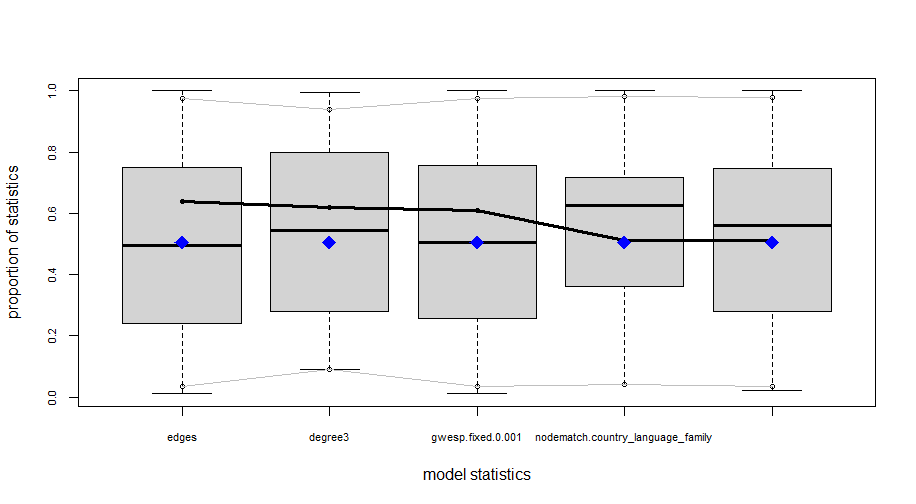 1.0
0.8
0.6
0.4
0.2
0.0
proportion of statistics
edges degree3 gwesp.fixed.0.001 nodematch.country_language_family
model statistics